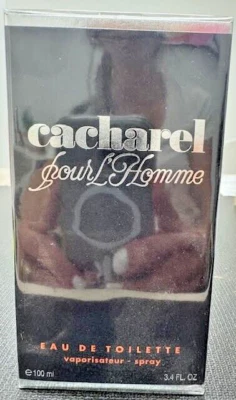 cacharel
pour L'Homme
EAU DE TOILETTE
vaporisateur - spray
℮100 ml 3.4 FL. OZ